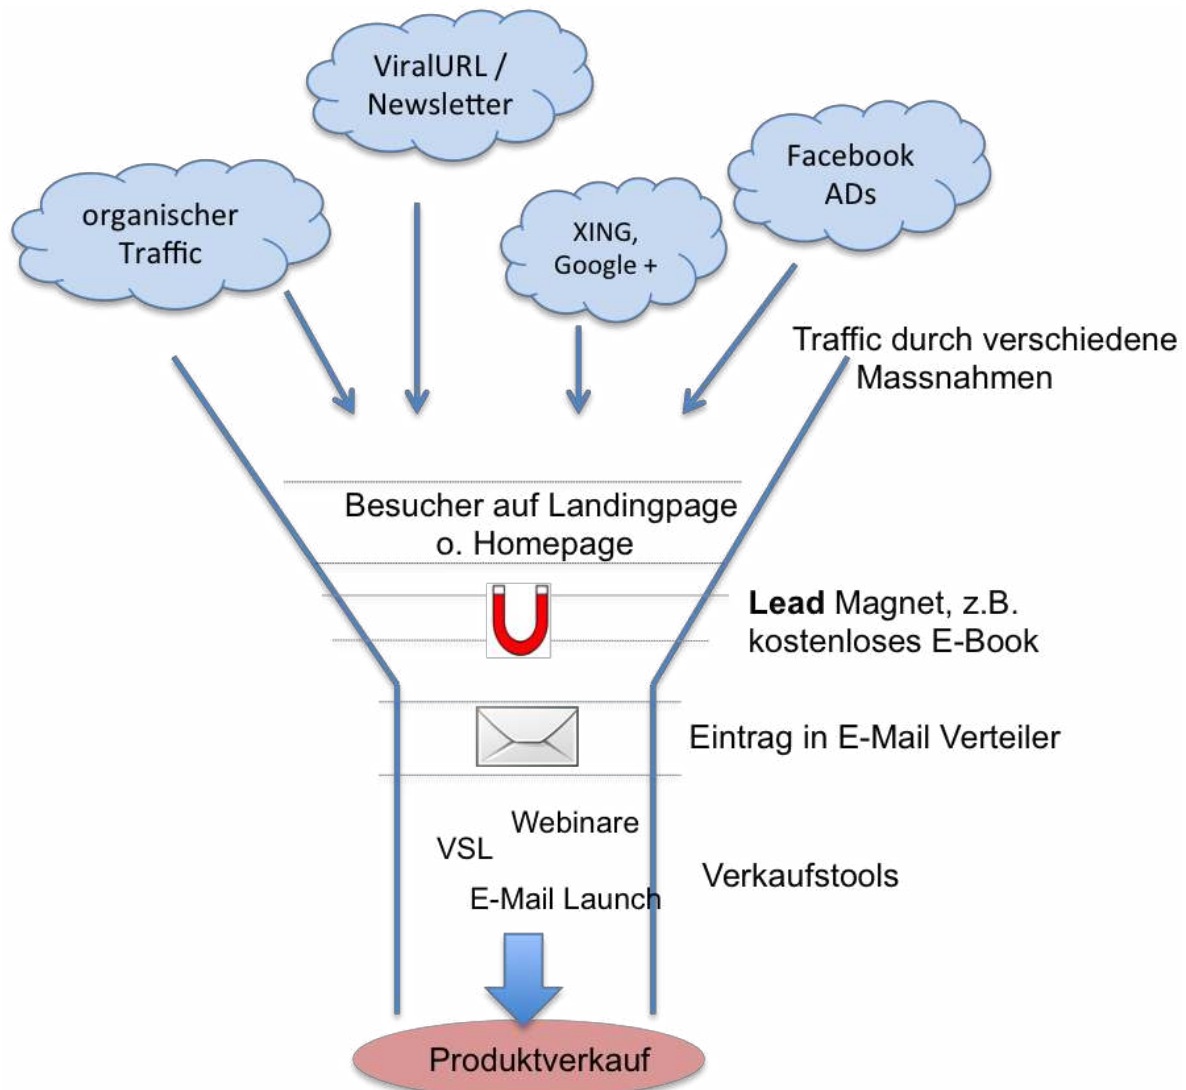 ViralURL /
Newsletter
Facebook
ADs
organischer
Traffic
XING,
Google +
Traffic durch verschiedene
Massnahmen
Besucher auf Landingpage
o. Homepage
Lead Magnet, z.B.
kostenloses E-Book
Eintrag in E-Mail Verteiler
Webinare
VSL
Verkaufstools
E-Mail Launch
Produktverkauf